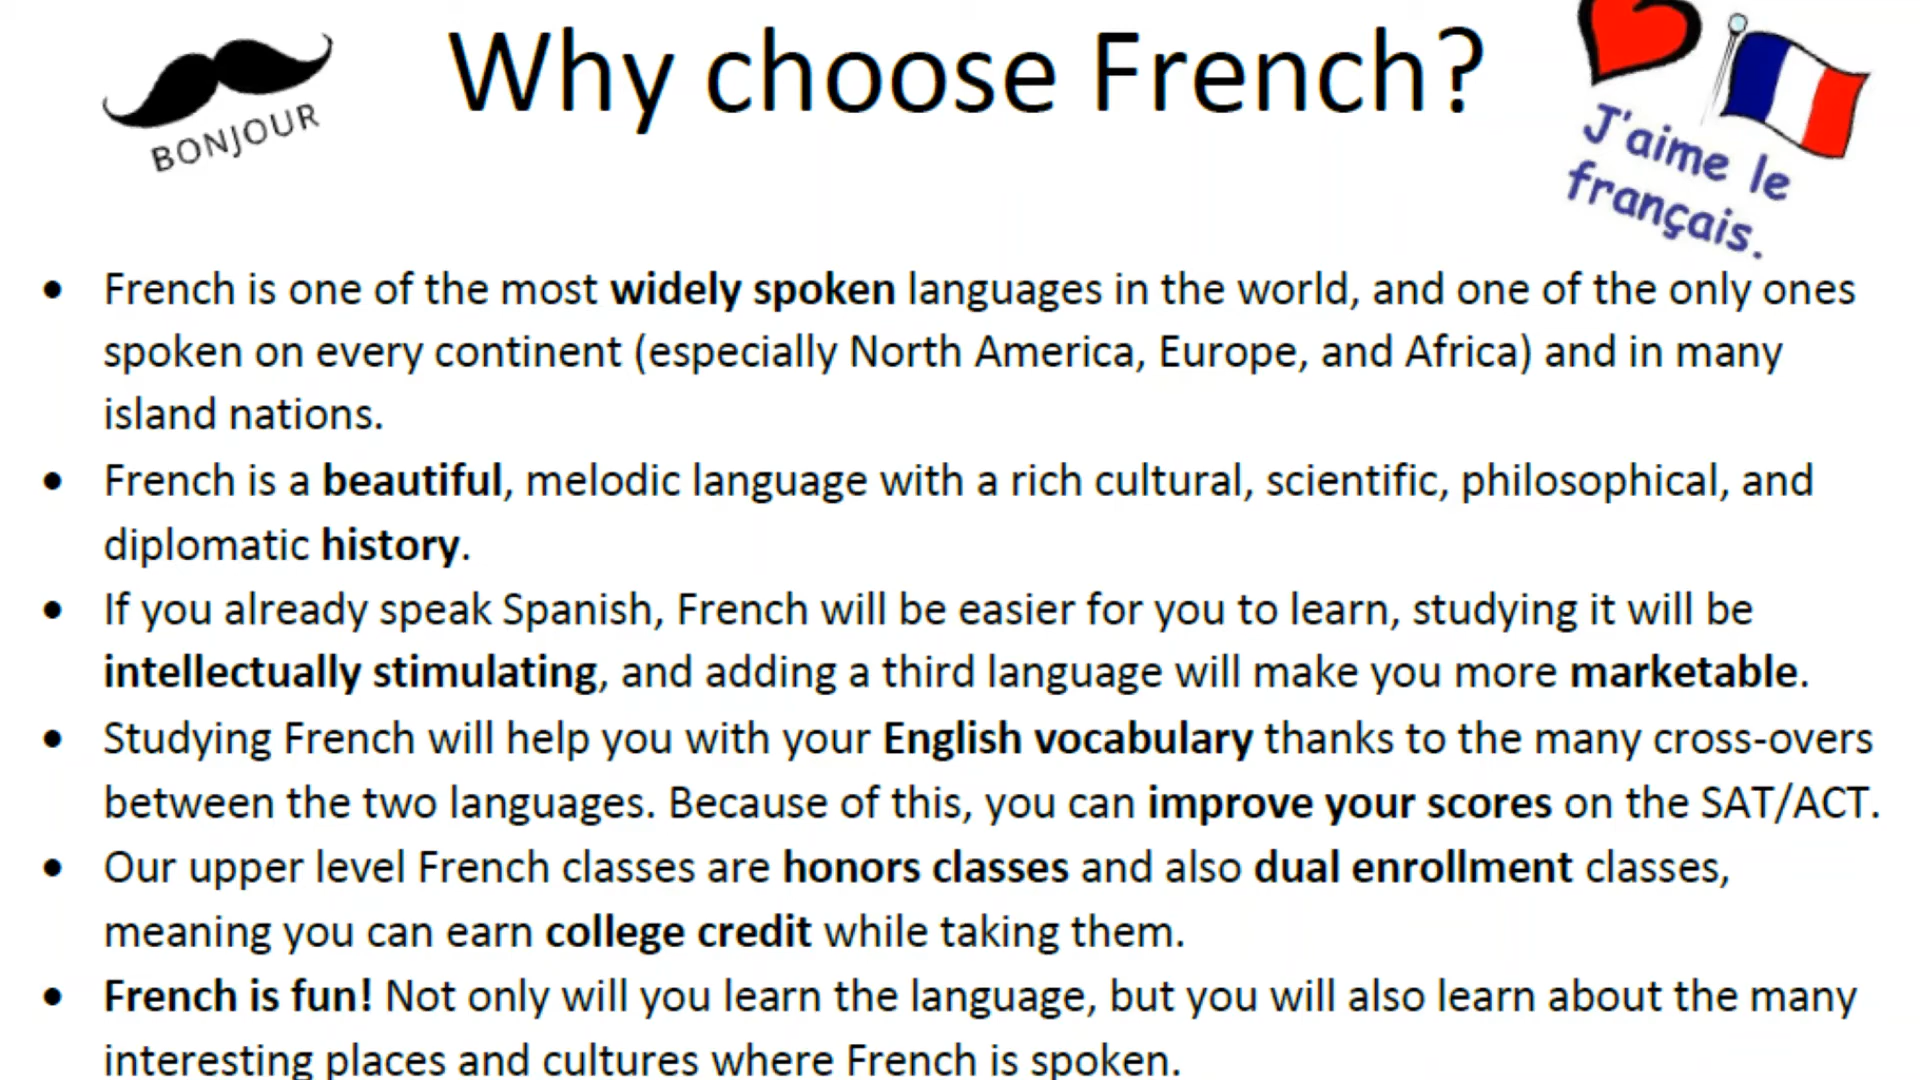 Why choose French?
BONJOUR
J'aime le
français.
• French is one of the most widely spoken languages in the world, and one of the only ones
spoken on every continent (especially North America, Europe, and Africa) and in many
island nations.
• French is a beautiful, melodic language with a rich cultural, scientific, philosophical, and
diplomatic history.
• If you already speak Spanish, French will be easier for you to learn, studying it will be
intellectually stimulating, and adding a third language will make you more marketable.
• Studying French will help you with your English vocabulary thanks to the many cross-overs
between the two languages. Because of this, you can improve your scores on the SAT/ACT.
• Our upper level French classes are honors classes and also dual enrollment classes,
meaning you can earn college credit while taking them.
• French is fun! Not only will you learn the language, but you will also learn about the many
interesting places and cultures where French is spoken.